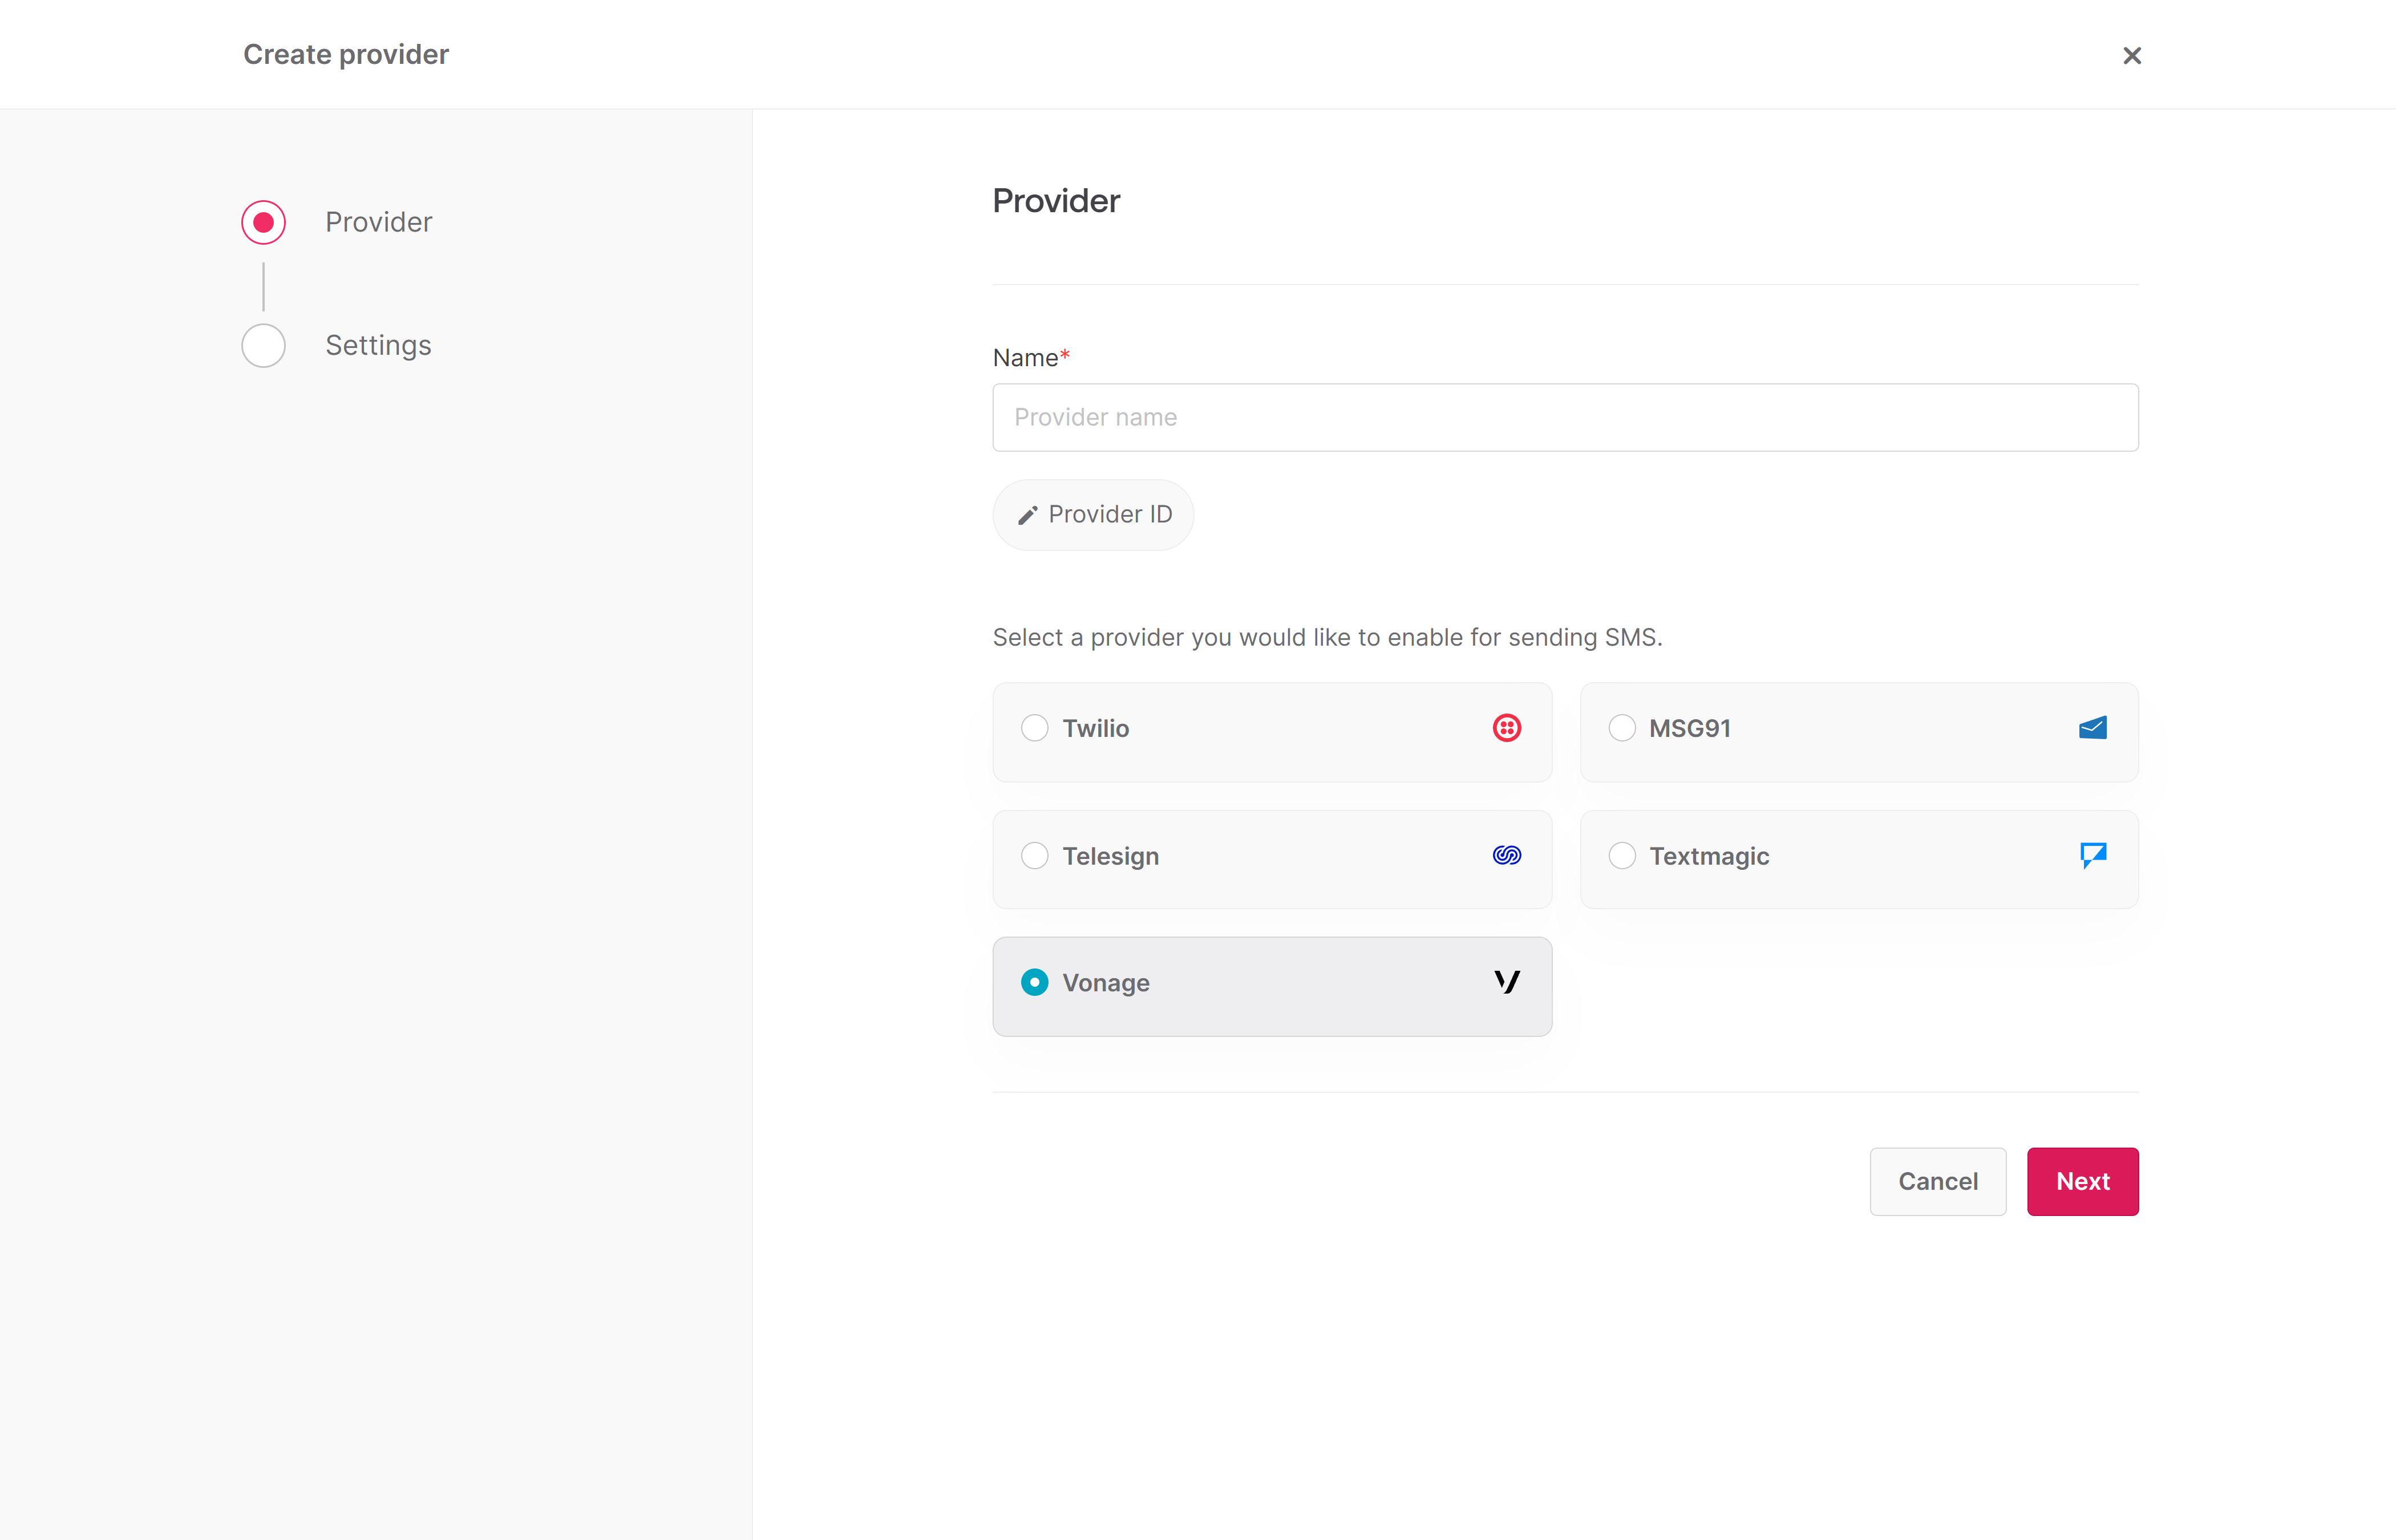 Create provider
Provider
Settings
Provider
Name*
Provider name
Provider ID
Select a provider you would like to enable for sending SMS.
Twilio
MSG91
Telesign
Textmagic
Vonage
Cancel
Next